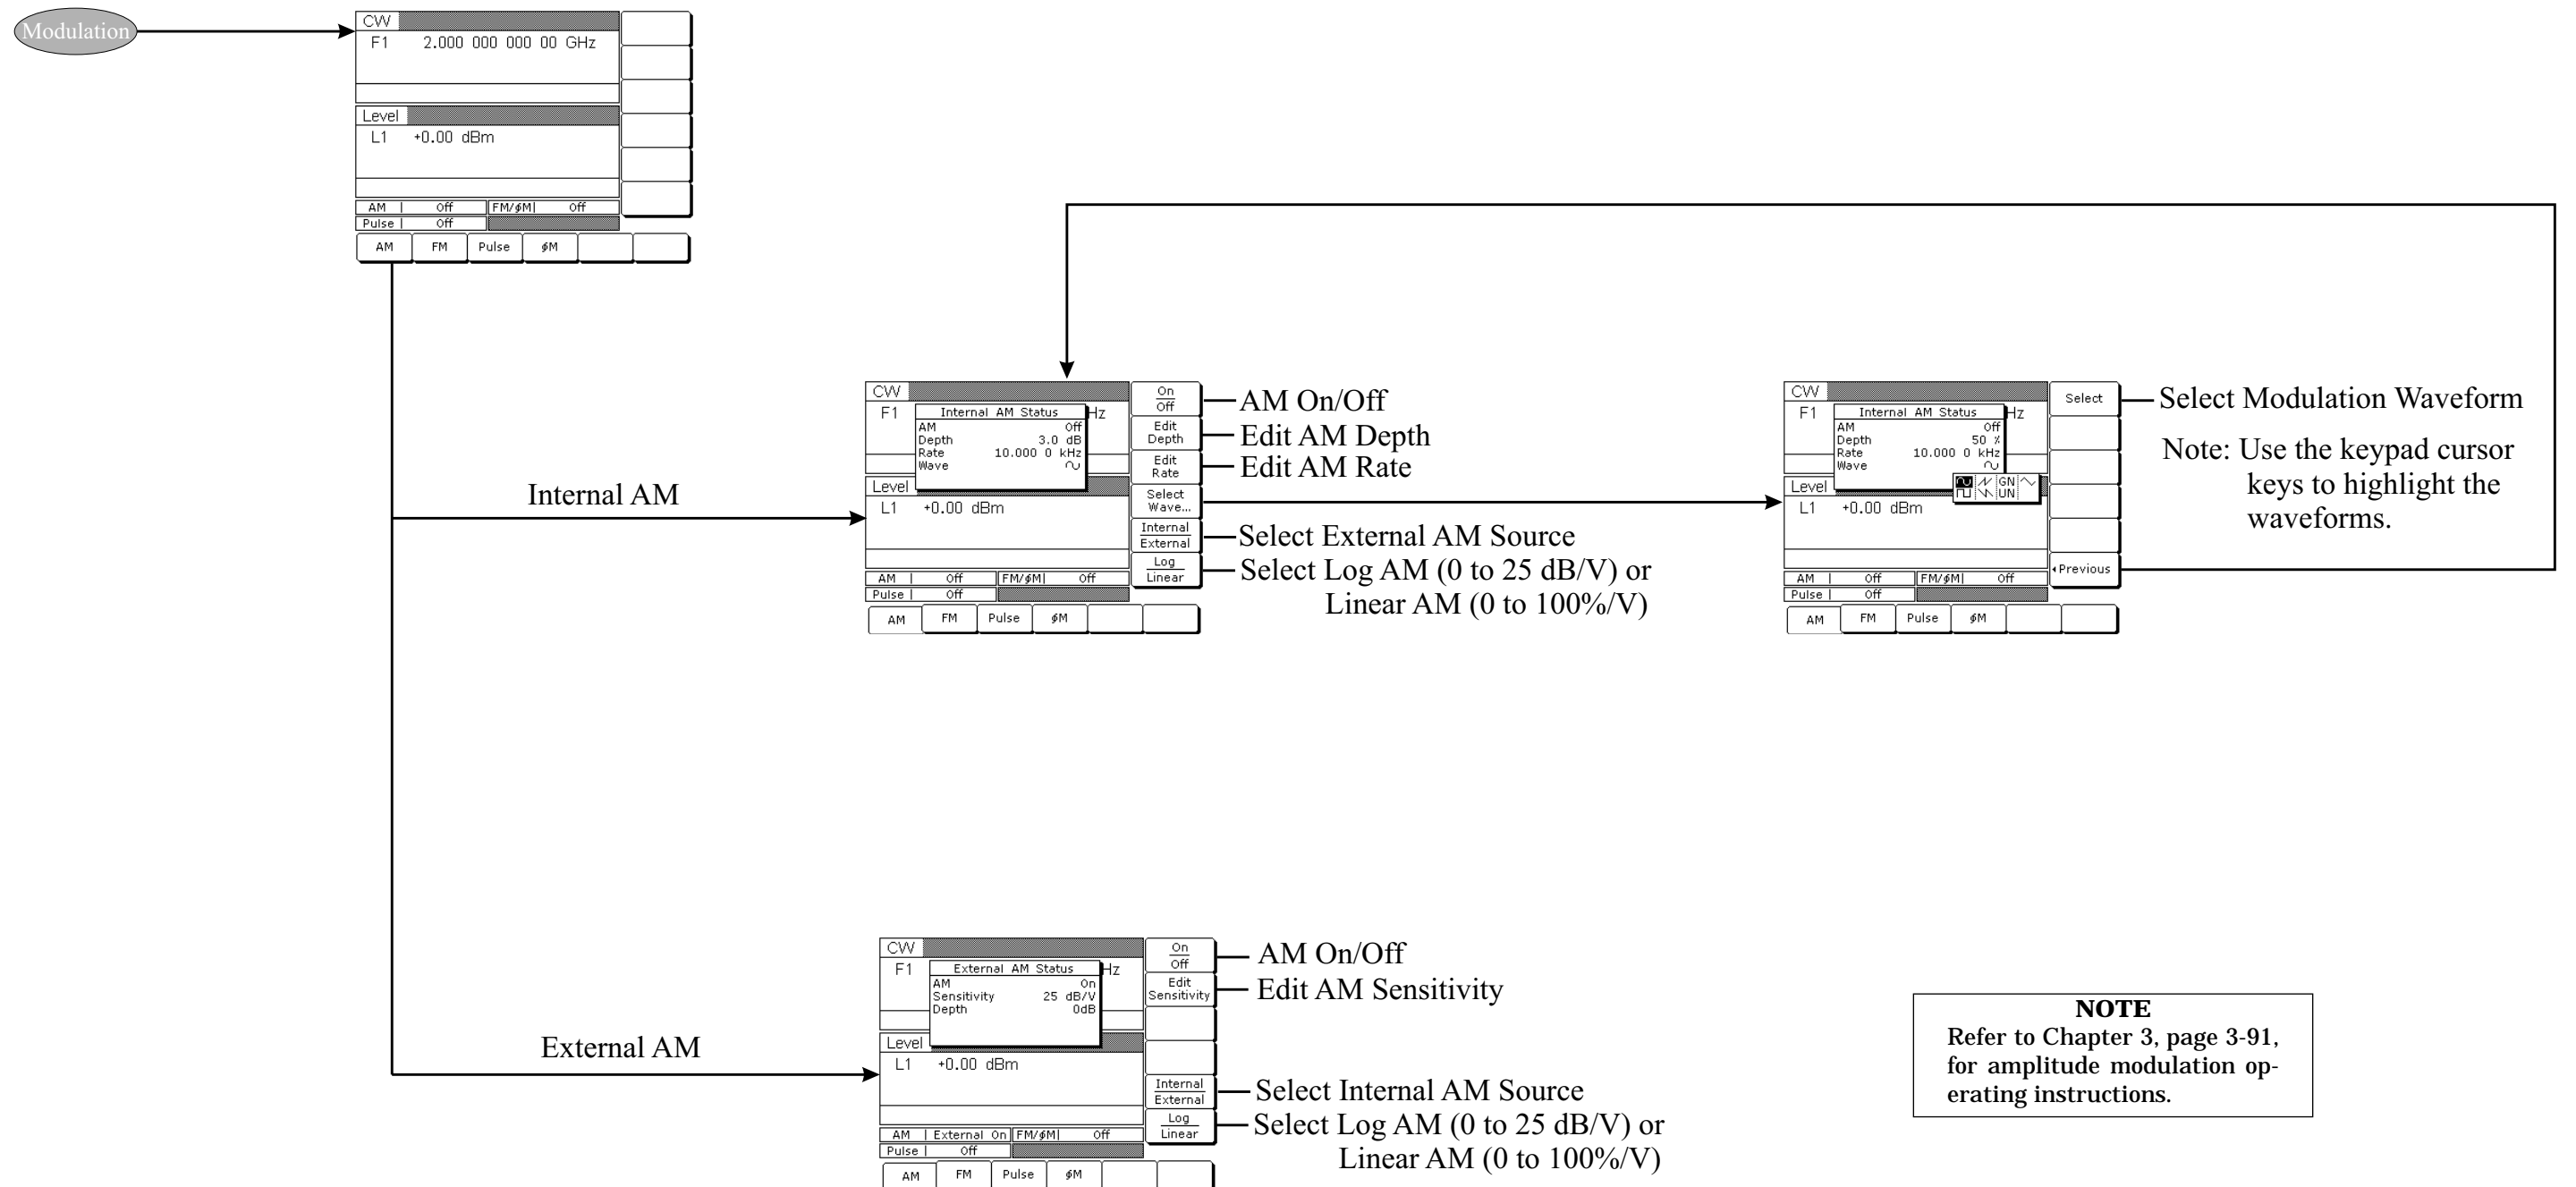 Modulation
CW
F1 2.000 000 000 00 GHz
Level
L1 +0.00 dBm
AM | Off FM/øM| Off
Pulse | Off
AM FM Pulse øM
Internal AM
CW
F1 Hz
Internal AM Status
AM Off
Depth 3.0 dB
Rate 10.000 0 kHz
Wave
Level
L1 +0.00 dBm
AM | Off FM/øM| Off
Pulse | Off
AM FM Pulse øM
On
Off
Edit
Depth
Edit
Rate
Select
Wave...
Internal
External
Log
Linear
AM On/Off
Edit AM Depth
Edit AM Rate
Select External AM Source
Select Log AM (0 to 25 dB/V) or
Linear AM (0 to 100%/V)
CW
F1 Hz
Internal AM Status
AM Off
Depth 50 %
Rate 10.000 0 kHz
Wave
GN
UN
Level
L1 +0.00 dBm
AM | Off FM/øM| Off
Pulse | Off
AM FM Pulse øM
Select
Previous
Select Modulation Waveform
Note: Use the keypad cursor
keys to highlight the
waveforms.
External AM
CW
F1 Hz
External AM Status
AM On
Sensitivity 25 dB/V
Depth 0dB
Level
L1 +0.00 dBm
AM | External On FM/øM| Off
Pulse | Off
AM FM Pulse øM
On
Off
Edit
Sensitivity
Internal
External
Log
Linear
AM On/Off
Edit AM Sensitivity
Select Internal AM Source
Select Log AM (0 to 25 dB/V) or
Linear AM (0 to 100%/V)
NOTE
Refer to Chapter 3, page 3-91,
for amplitude modulation op-
erating instructions.